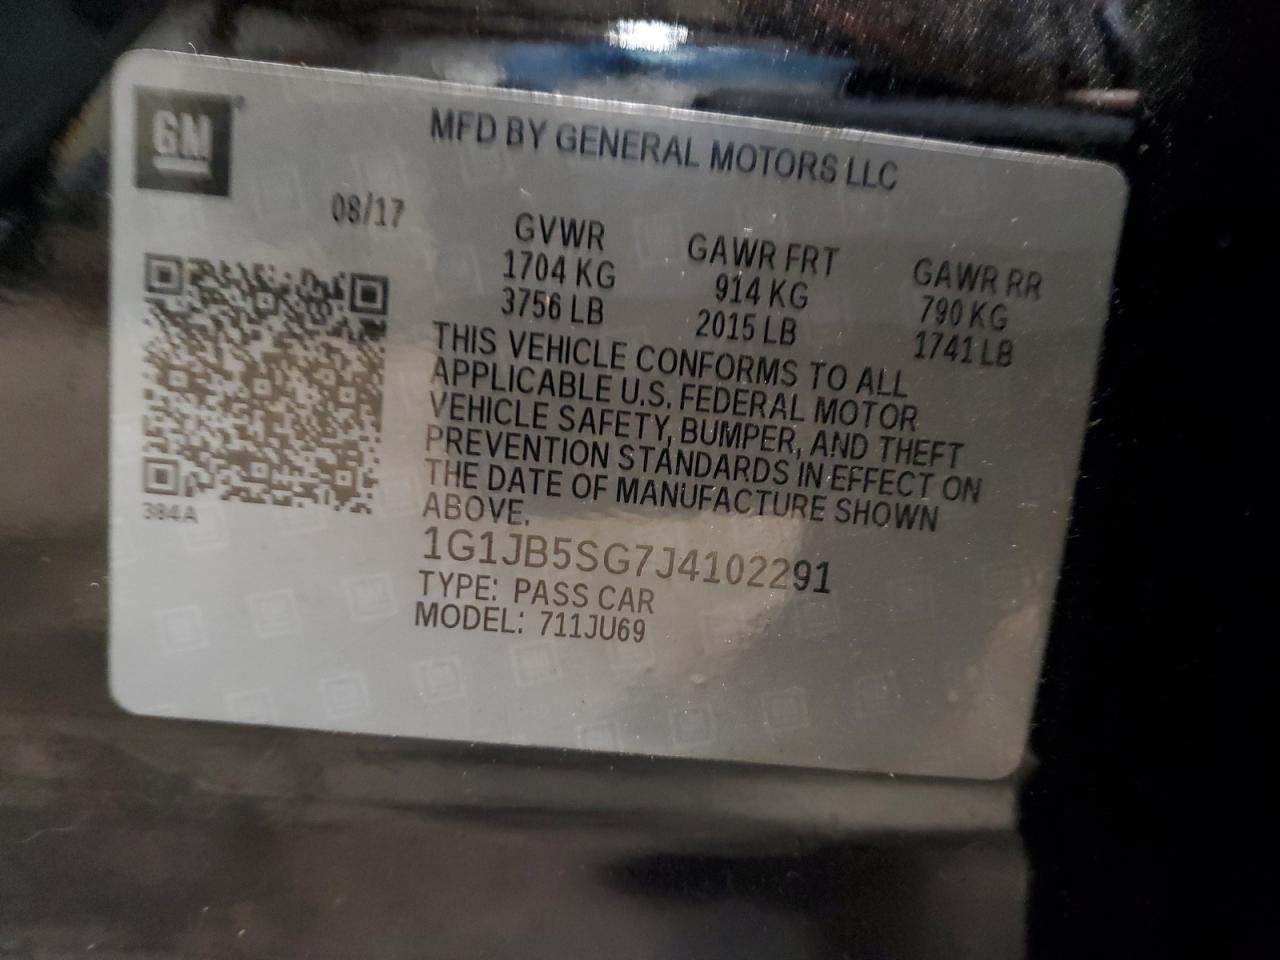 GM
MFD BY GENERAL MOTORS LLC
08/17
GVWR
1704 KG
3756 LB
GAWR FRT
914 KG
2015 LB
GAWR RR
790 KG
1741 LB
THIS VEHICLE CONFORMS TO ALL
APPLICABLE U.S. FEDERAL MOTOR
VEHICLE SAFETY, BUMPER, AND THEFT
PREVENTION STANDARDS IN EFFECT ON
THE DATE OF MANUFACTURE SHOWN
ABOVE.
384A
1G1JB5SG7J4102291
TYPE: PASS CAR
MODEL: 711JU69